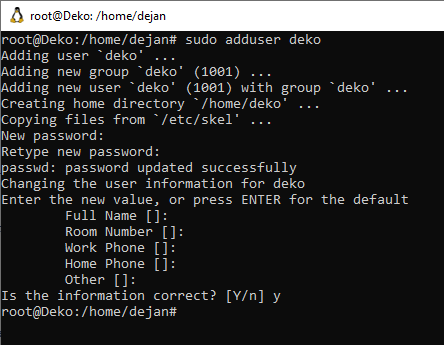 root@Deko: /home/dejan
root@Deko:/home/dejan# sudo adduser deko
Adding user `deko' ...
Adding new group `deko' (1001) ...
Adding new user `deko' (1001) with group `deko' ...
Creating home directory `/home/deko' ...
Copying files from `/etc/skel' ...
New password:
Retype new password:
passwd: password updated successfully
Changing the user information for deko
Enter the new value, or press ENTER for the default
        Full Name []:
        Room Number []:
        Work Phone []:
        Home Phone []:
        Other []:
Is the information correct? [Y/n] y
root@Deko:/home/dejan#